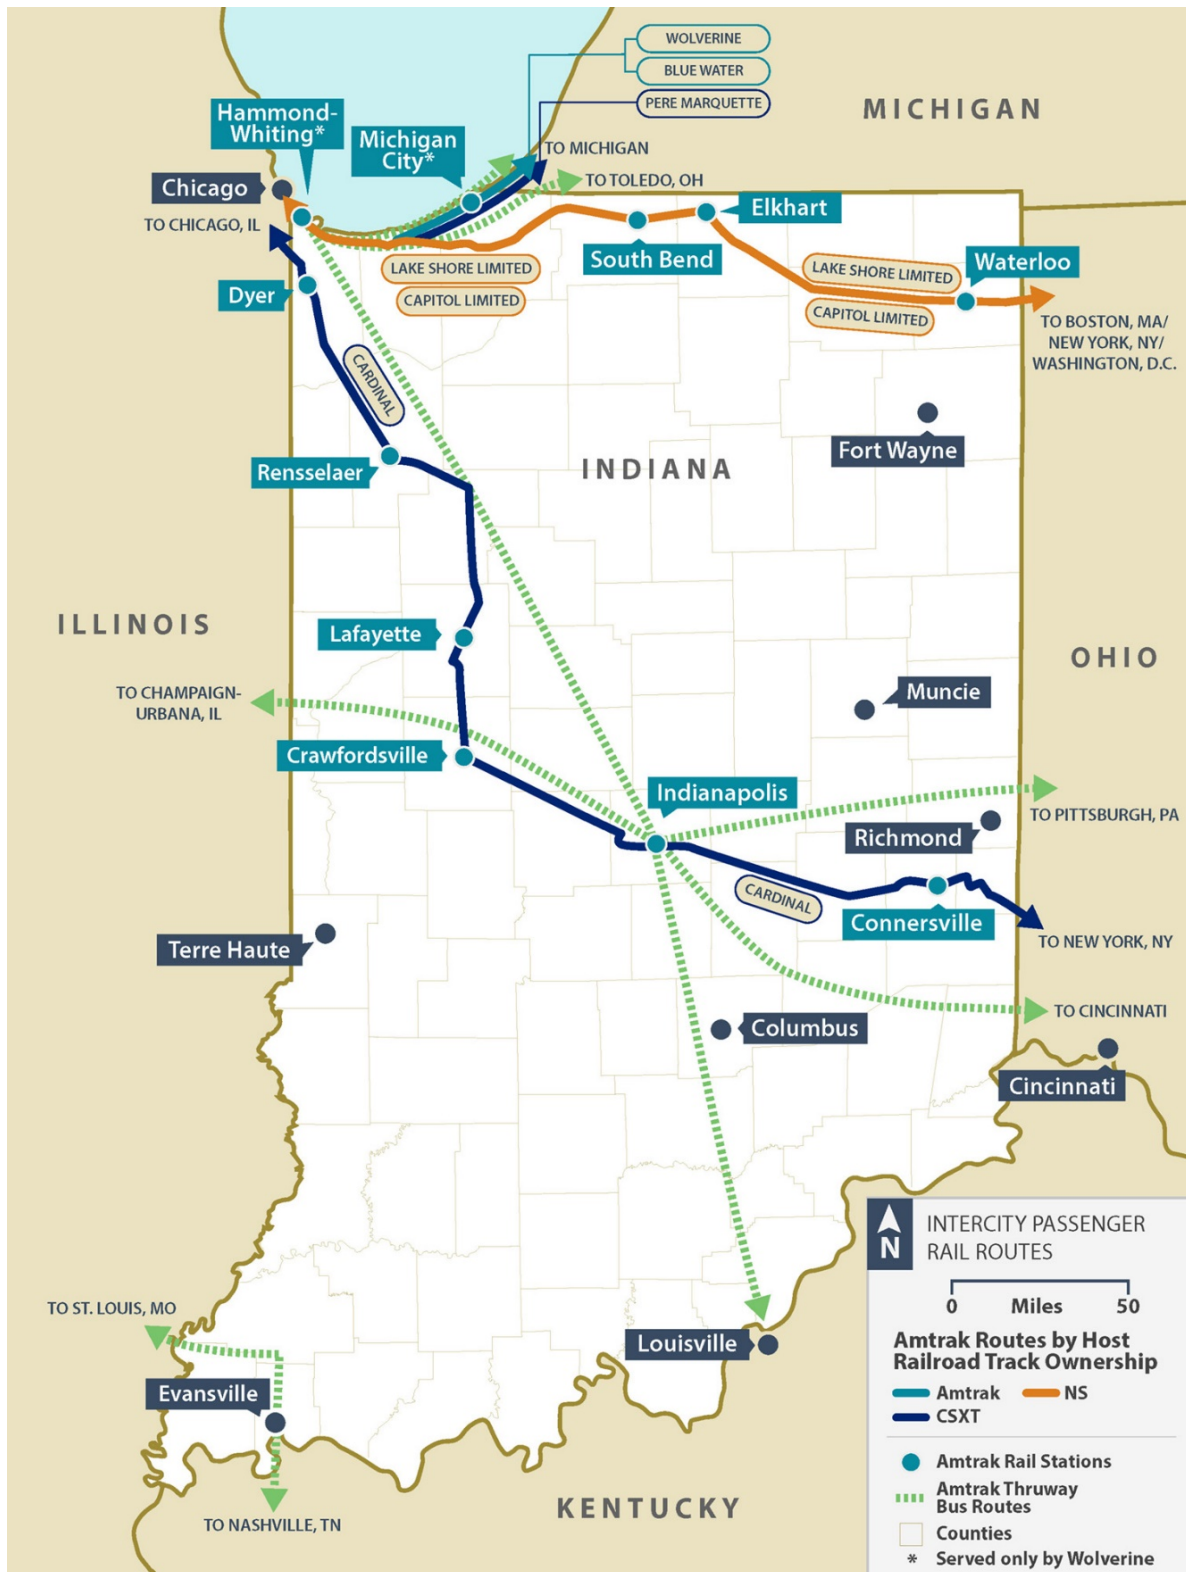 WOLVERINE
BLUE WATER
PERE MARQUETTE
MICHIGAN
Hammond-
Whiting*
Michigan
City*
TO MICHIGAN
TO TOLEDO, OH
Chicago
TO CHICAGO, IL
Elkhart
South Bend
LAKE SHORE LIMITED
CAPITOL LIMITED
LAKE SHORE LIMITED
CAPITOL LIMITED
Waterloo
Dyer
TO BOSTON, MA/
NEW YORK, NY/
WASHINGTON, D.C.
CARDINAL
Fort Wayne
Rensselaer
INDIANA
ILLINOIS
Lafayette
OHIO
TO CHAMPAIGN-
URBANA, IL
Muncie
Crawfordsville
Indianapolis
TO PITTSBURGH, PA
Richmond
CARDINAL
Connersville
TO NEW YORK, NY
Terre Haute
TO CINCINNATI
Columbus
Cincinnati
TO ST. LOUIS, MO
Louisville
Evansville
TO NASHVILLE, TN
KENTUCKY
N
INTERCITY PASSENGER
RAIL ROUTES
0 Miles 50
Amtrak Routes by Host
Railroad Track Ownership
Amtrak NS
CSXT
Amtrak Rail Stations
Amtrak Thruway
Bus Routes
Counties
* Served only by Wolverine